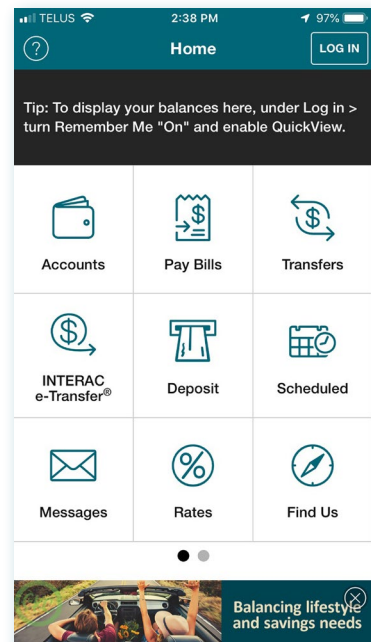 TELUS 2:38 PM 97%
? Home LOG IN
Tip: To display your balances here, under Log in >
turn Remember Me "On" and enable QuickView.
Accounts Pay Bills Transfers
INTERAC
e-Transfer® Deposit Scheduled
Messages Rates Find Us
Balancing lifestyle
and savings needs